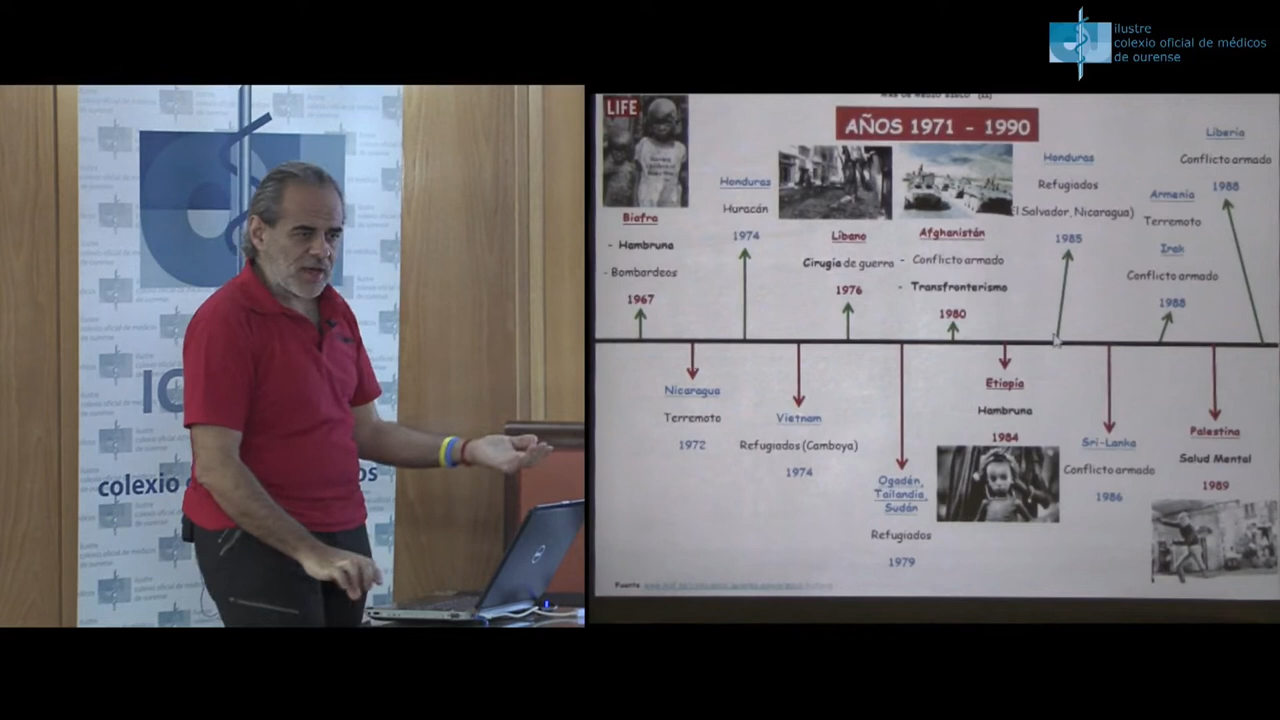 ilustre
colexio oficial de médicos
de ourense
LIFE
AÑOS 1971 - 1990
Biafra
- Hambruna
- Bombardeos
1967
Honduras
Huracán
1974
Líbano
Cirugía de guerra
1976
Afghanistán
- Conflicto armado
- Transfronterismo
1980
Honduras
Refugiados
El Salvador, Nicaragua)
1985
Armenia
Terremoto
Irak
Conflicto armado
1988
Liberia
Conflicto armado
1988
Nicaragua
Terremoto
1972
Vietnam
Refugiados (Camboya)
1974
Ogadén,
Tailandia,
Sudán
Refugiados
1979
Etiopía
Hambruna
1984
Sri-Lanka
Conflicto armado
1986
Palestina
Salud Mental
1989
Fuente
colexio